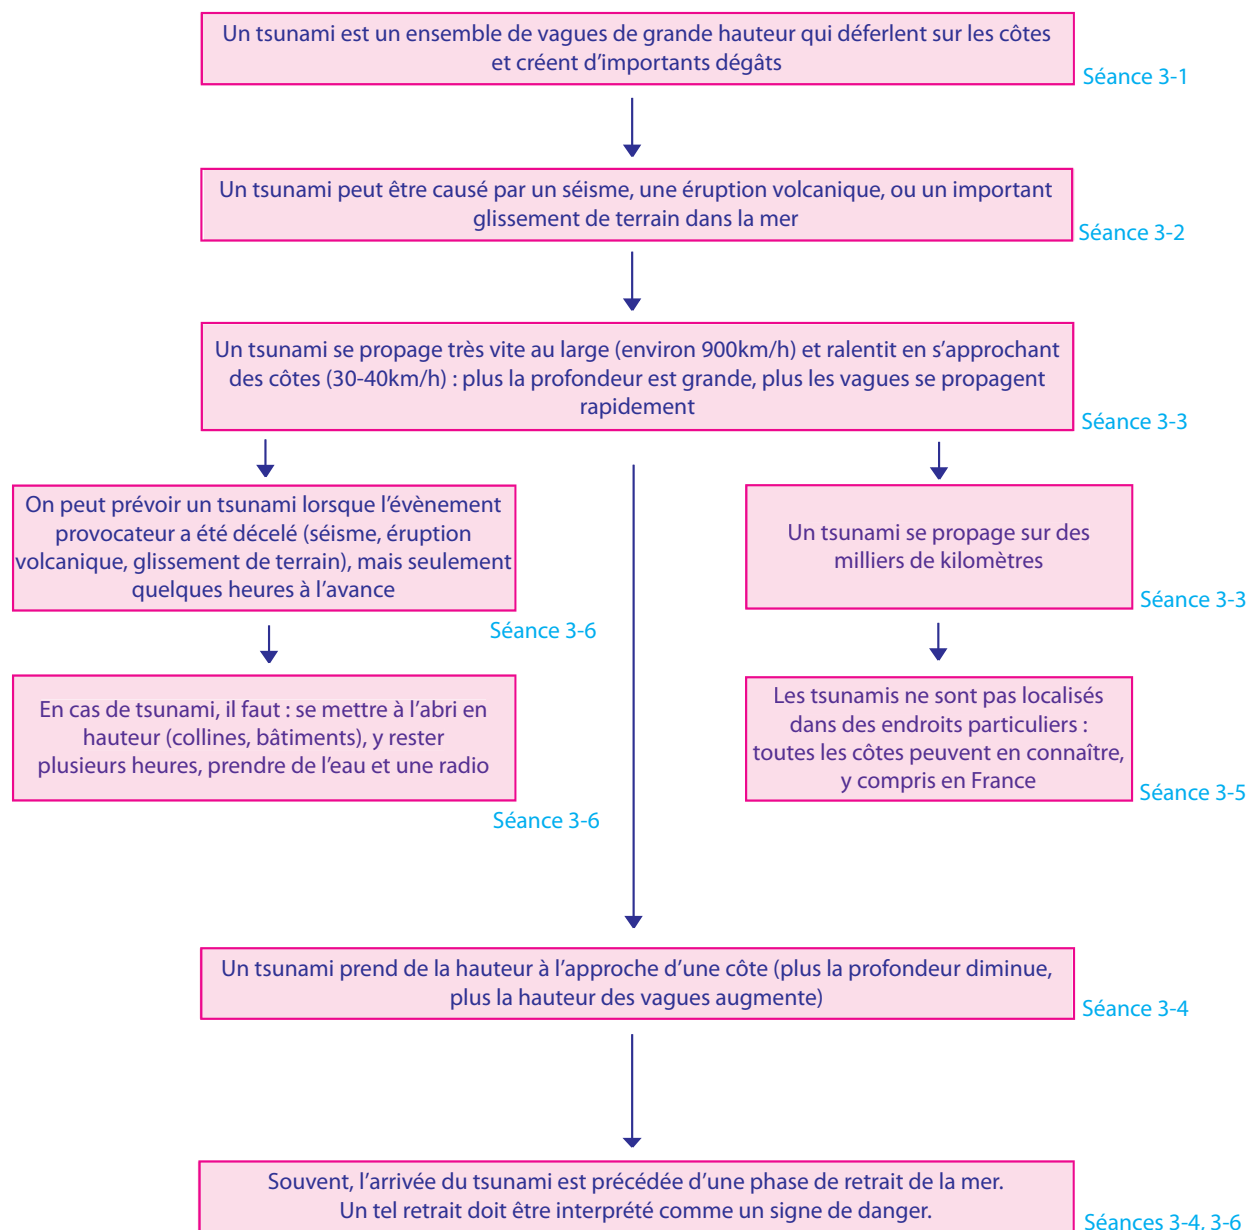 Un tsunami est un ensemble de vagues de grande hauteur qui déferlent sur les côtes
et créent d'importants dégâts
Séance 3-1
Un tsunami peut être causé par un séisme, une éruption volcanique, ou un important
glissement de terrain dans la mer
Séance 3-2
Un tsunami se propage très vite au large (environ 900km/h) et ralentit en s'approchant
des côtes (30-40km/h) : plus la profondeur est grande, plus les vagues se propagent
rapidement
Séance 3-3
On peut prévoir un tsunami lorsque l'évènement
provocateur a été décelé (séisme, éruption
volcanique, glissement de terrain), mais seulement
quelques heures à l'avance
Séance 3-6
Un tsunami se propage sur des
milliers de kilomètres
Séance 3-3
En cas de tsunami, il faut : se mettre à l'abri en
hauteur (collines, bâtiments), y rester
plusieurs heures, prendre de l'eau et une radio
Séance 3-6
Les tsunamis ne sont pas localisés
dans des endroits particuliers :
toutes les côtes peuvent en connaître,
y compris en France
Séance 3-5
Un tsunami prend de la hauteur à l'approche d'une côte (plus la profondeur diminue,
plus la hauteur des vagues augmente)
Séance 3-4
Souvent, l'arrivée du tsunami est précédée d'une phase de retrait de la mer.
Un tel retrait doit être interprété comme un signe de danger.
Séances 3-4, 3-6